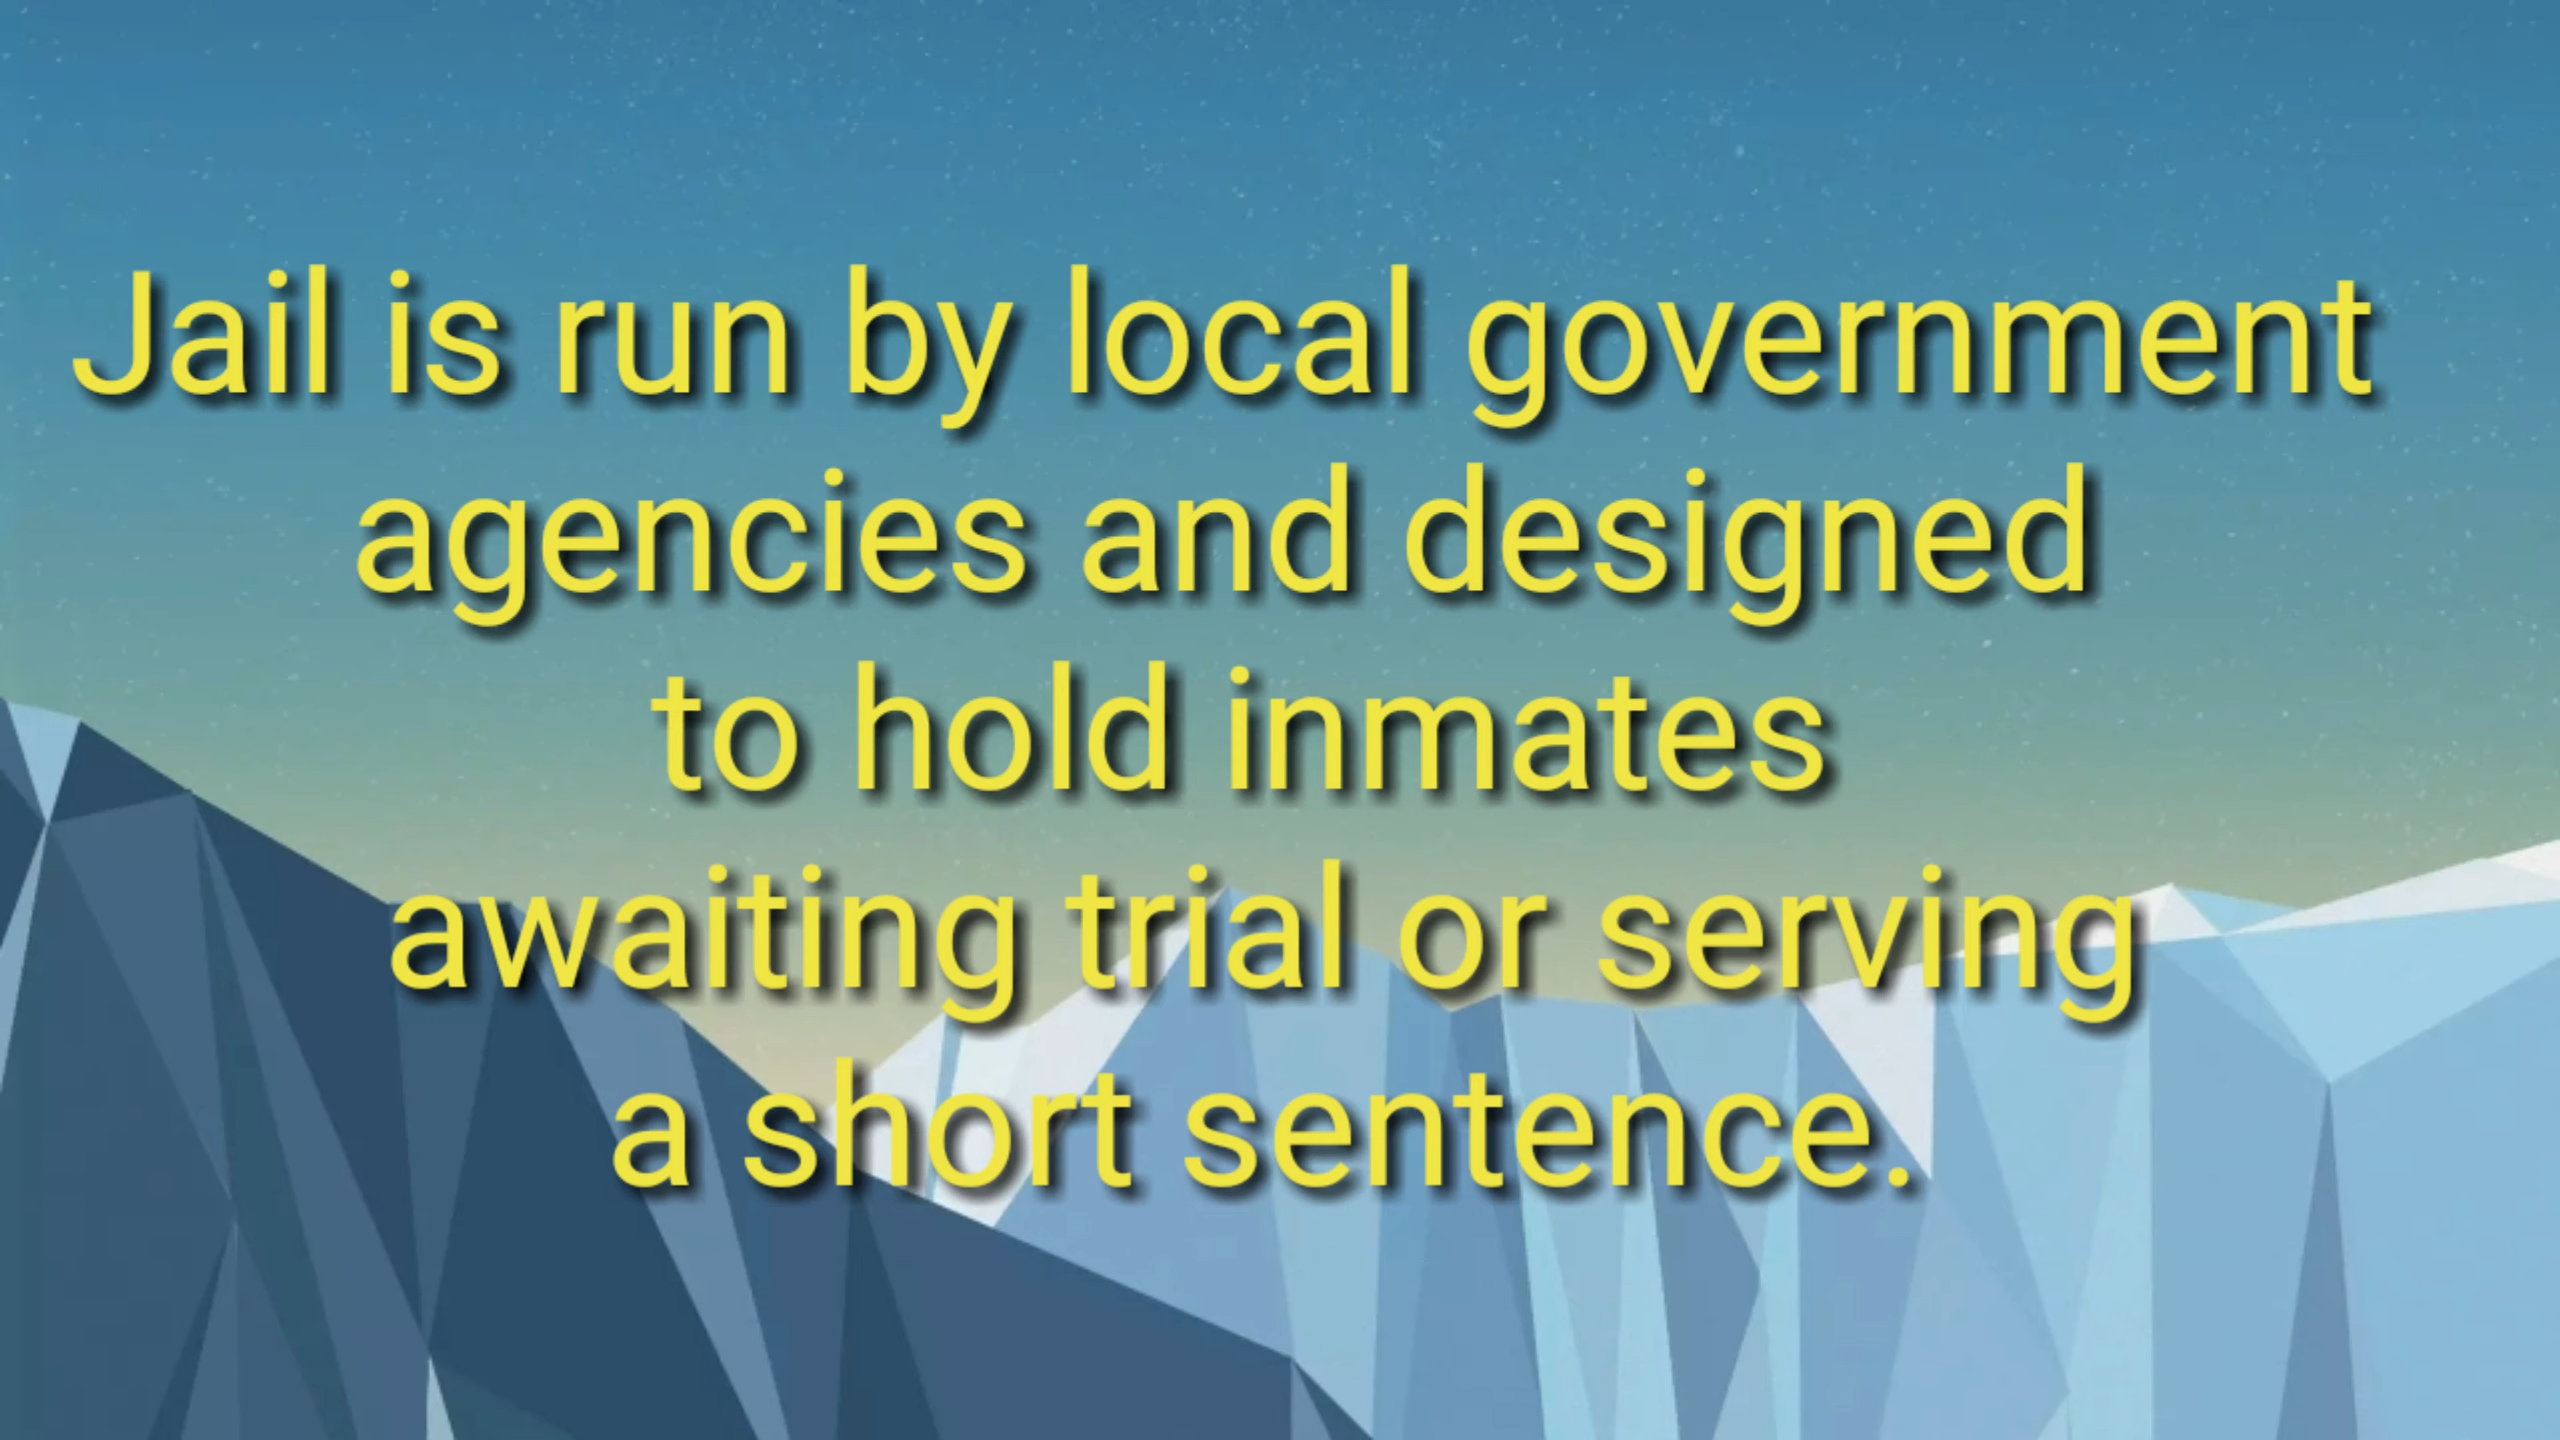 Jail is run by local government
agencies and designed
to hold inmates
awaiting trial or serving
a short sentence.